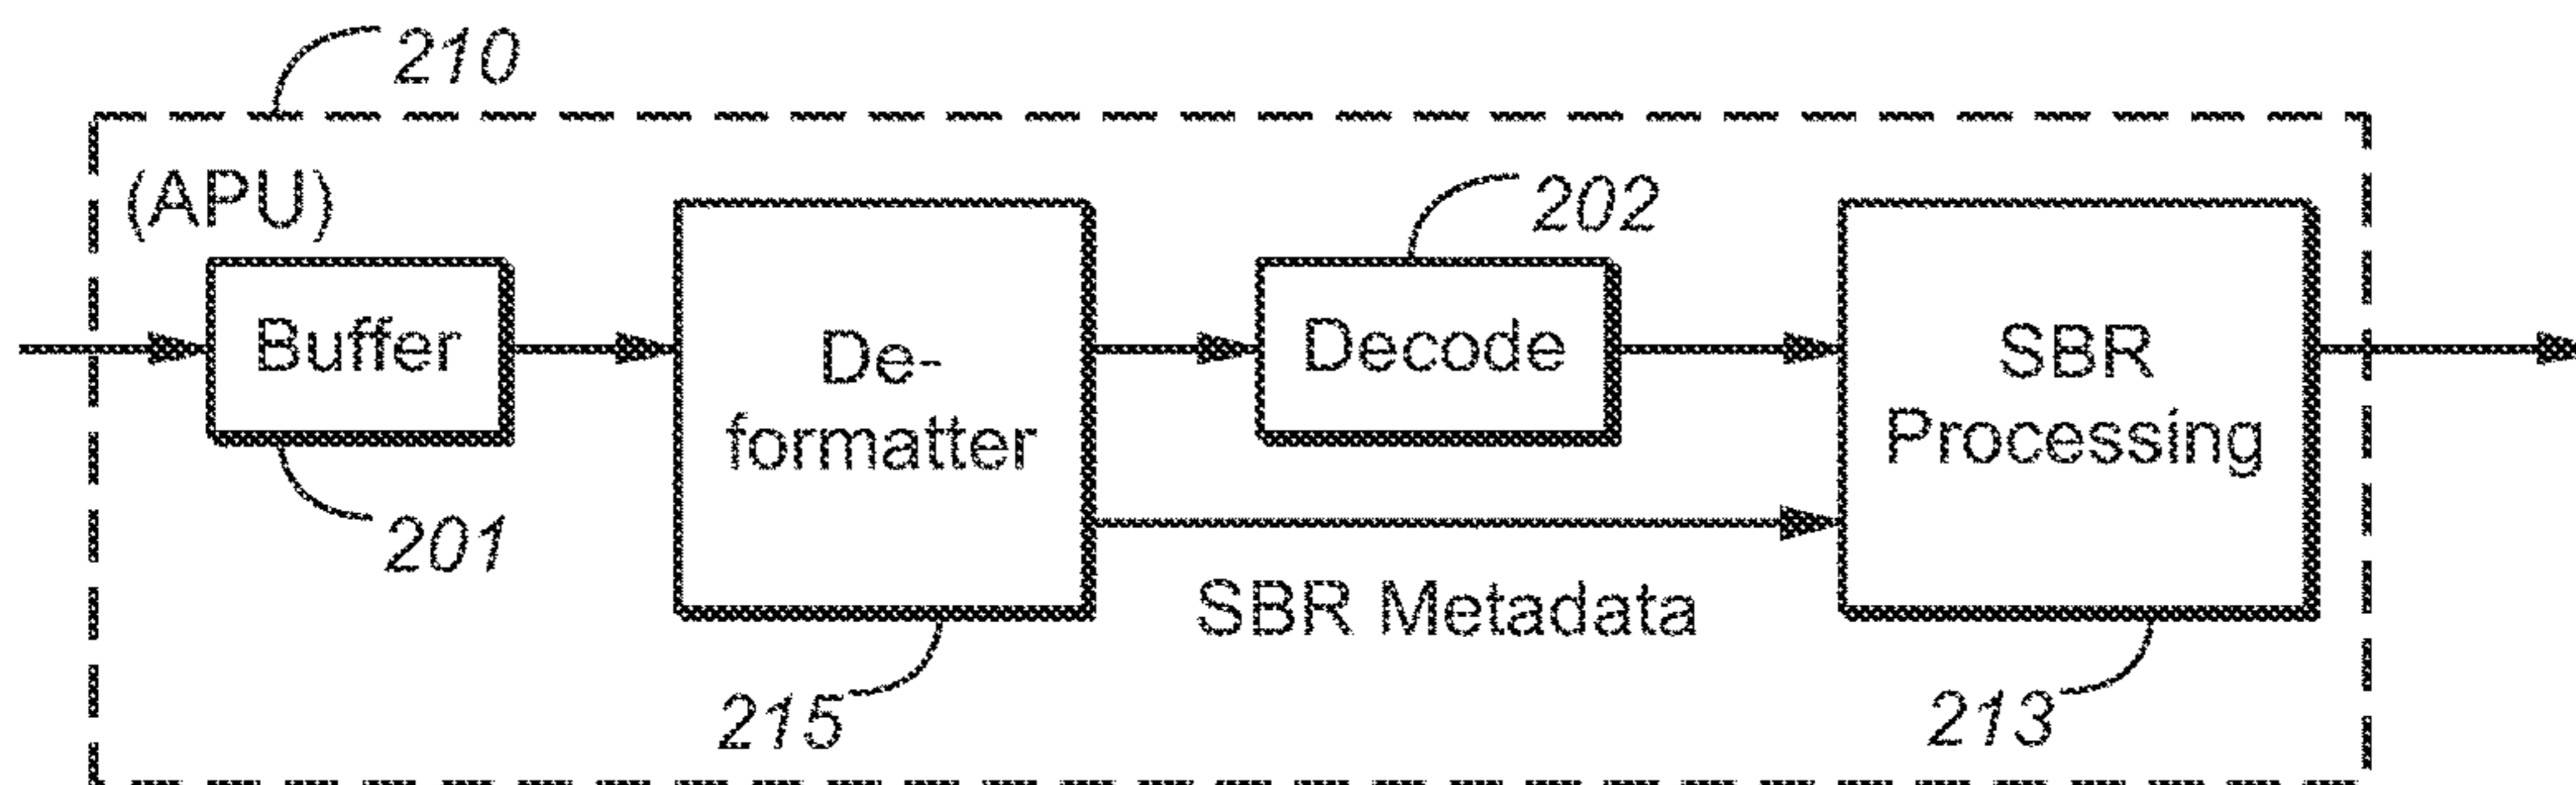 210
(APU)
202
Buffer
De-
formatter
Decode
SBR
Processing
201
SBR Metadata
215
213